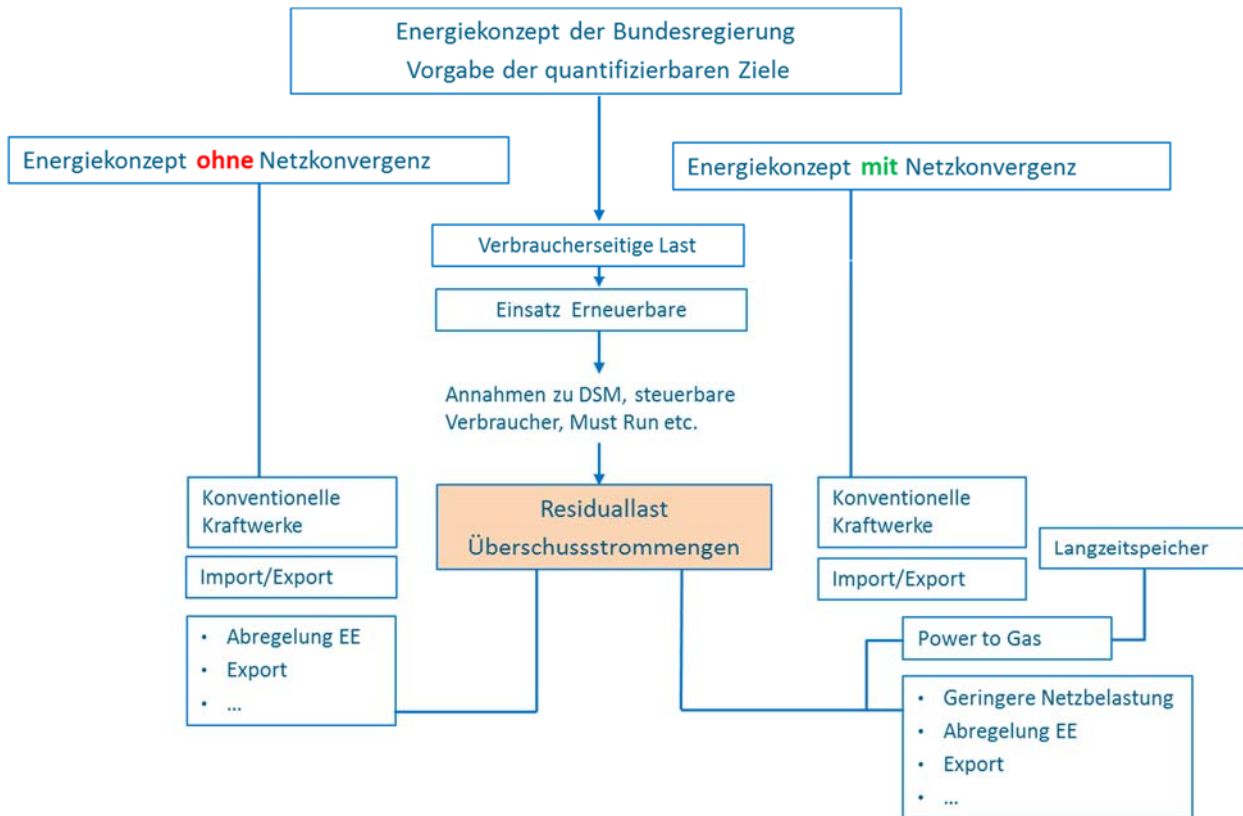 Energiekonzept der Bundesregierung
Vorgabe der quantifizierbaren Ziele
Energiekonzept ohne Netzkonvergenz
Energiekonzept mit Netzkonvergenz
Verbraucherseitige Last
Einsatz Erneuerbare
Annahmen zu DSM, steuerbare
Verbraucher, Must Run etc.
Konventionelle
Kraftwerke
Import/Export
• Abregelung EE
• Export
• ...
Residuallast
Überschussstrommengen
Konventionelle
Kraftwerke
Import/Export
Langzeitspeicher
Power to Gas
• Geringere Netzbelastung
• Abregelung EE
• Export
• ...